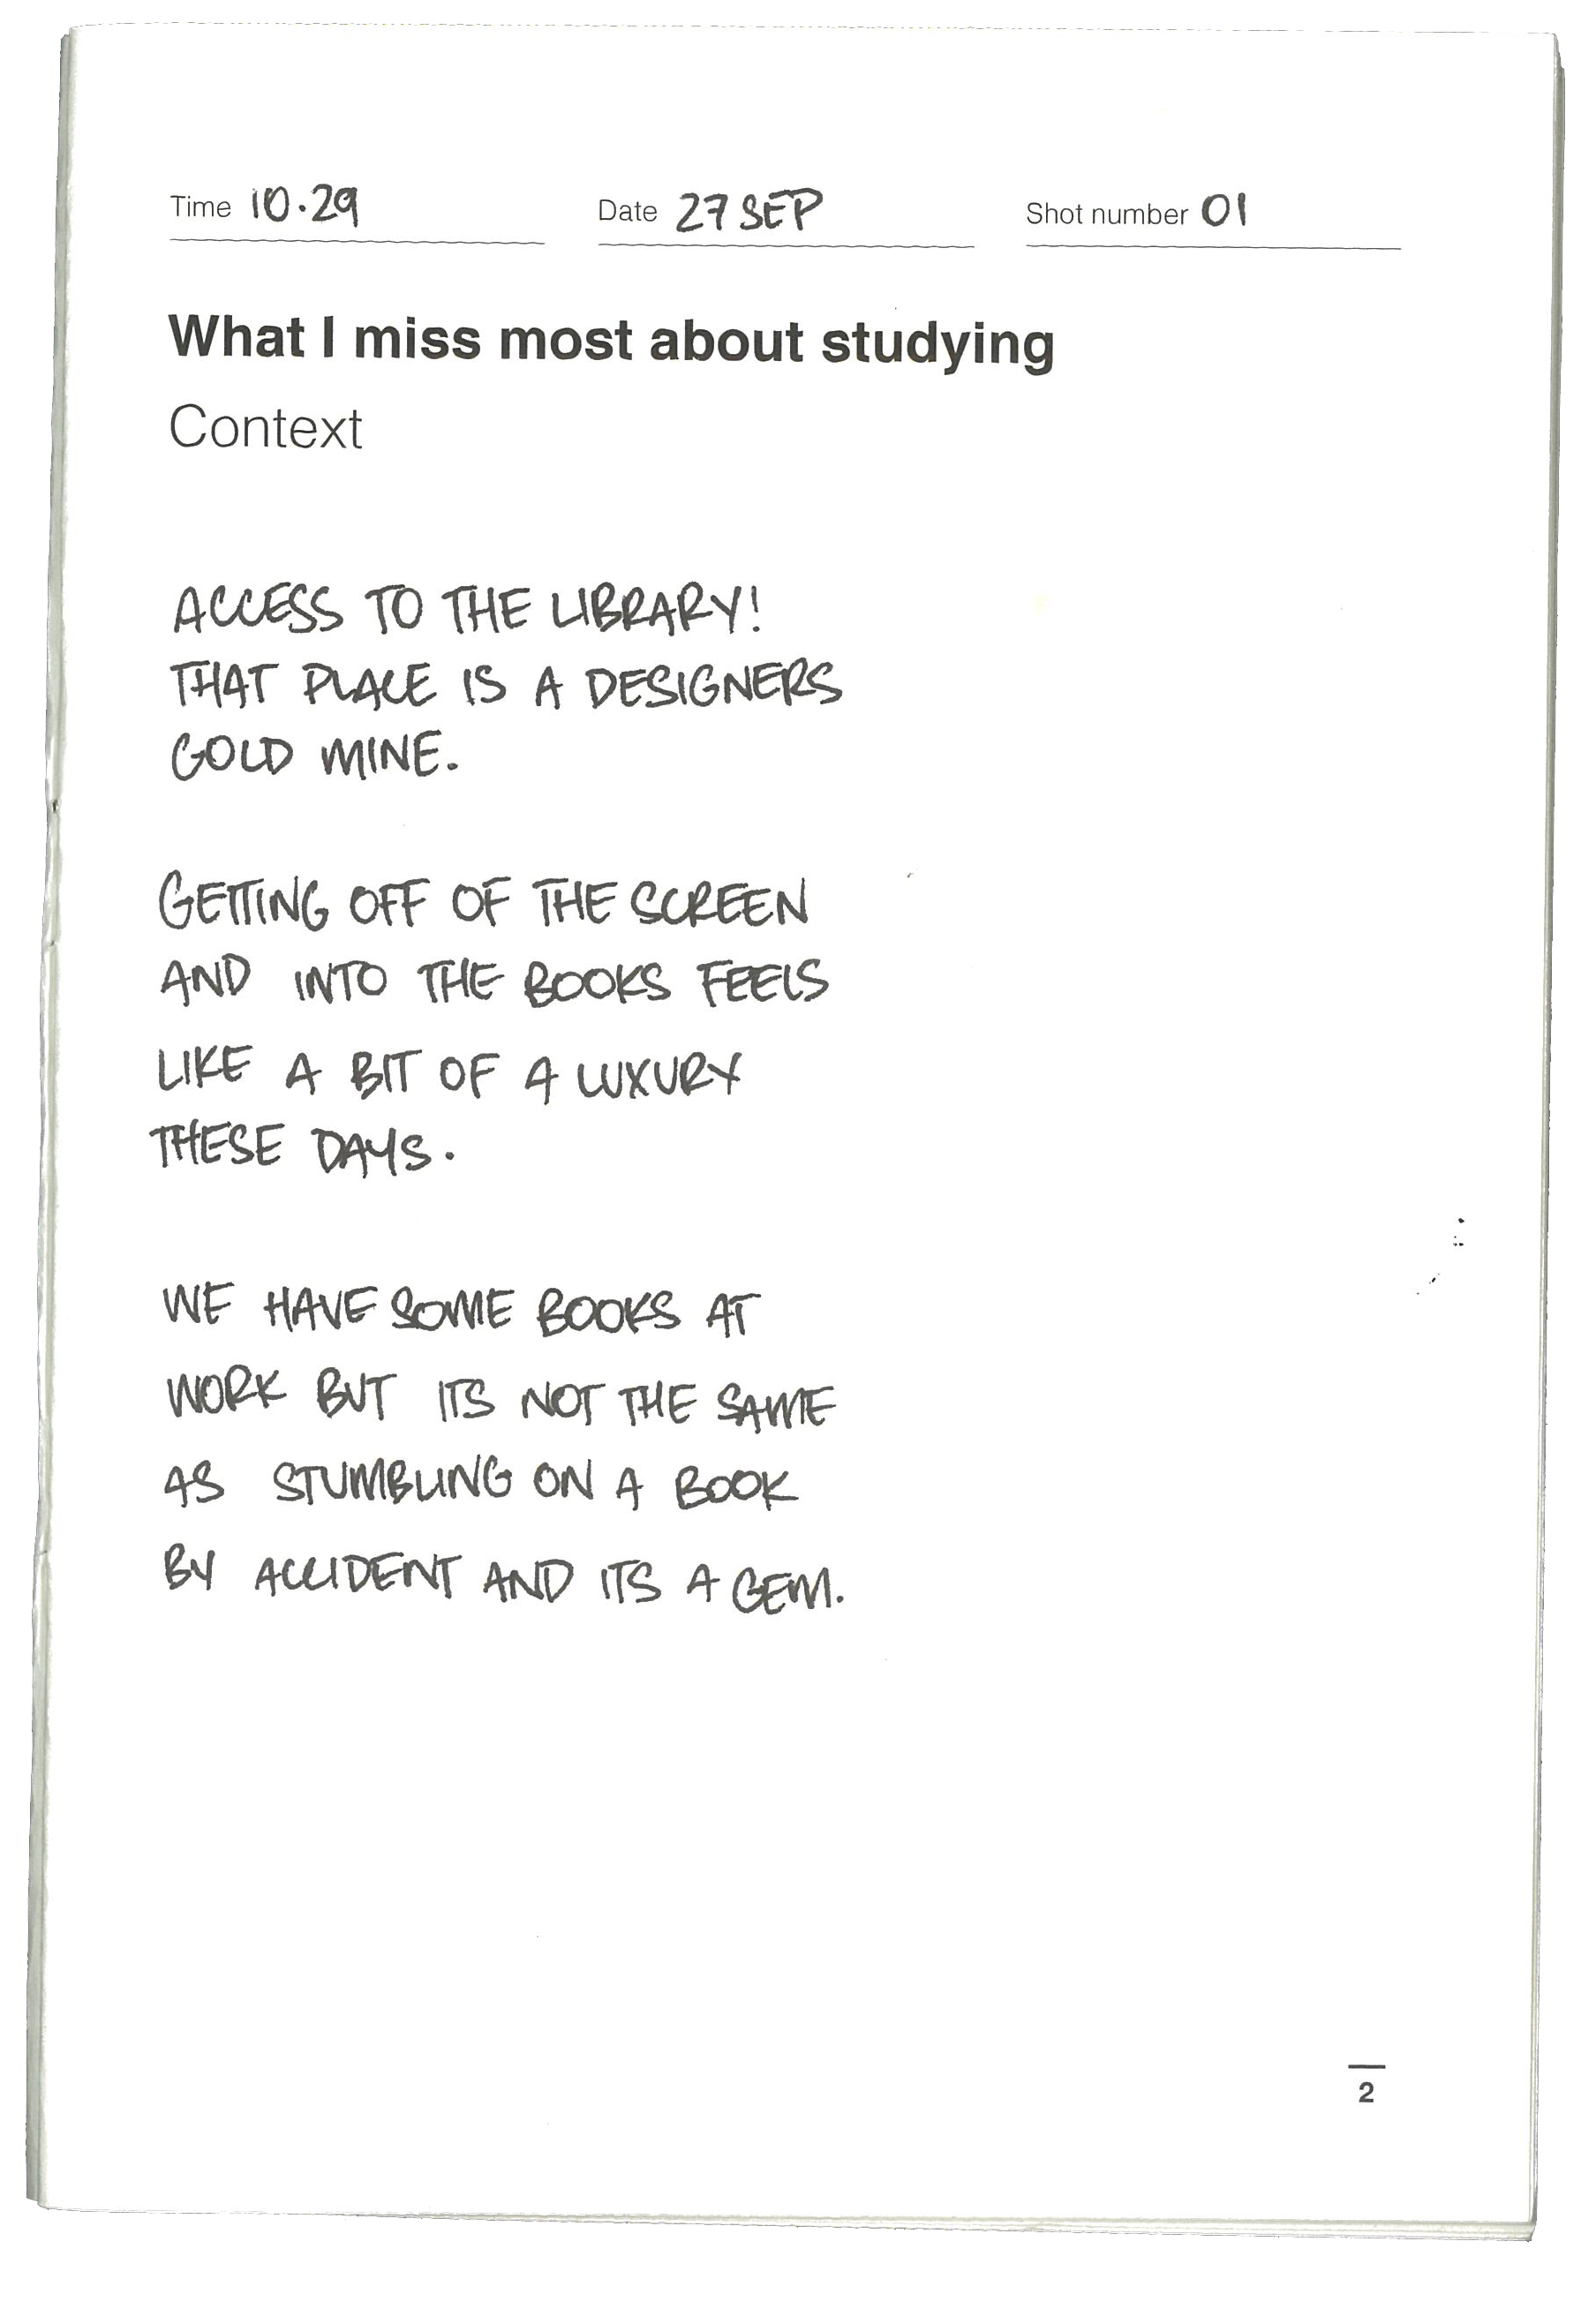 Time 10.29 Date 27 SEP Shot number 01
What I miss most about studying
Context
ACCESS TO THE LIBRARY!
THAT PLACE IS A DESIGNERS
GOLD MINE.
GETTING OFF OF THE SCREEN
AND INTO THE BOOKS FEELS
LIKE A BIT OF A LUXURY
THESE DAYS.
WE HAVE SOME BOOKS AT
WORK BUT ITS NOT THE SAME
AS STUMBLING ON A BOOK
BY ACCIDENT AND ITS A GEM.
2